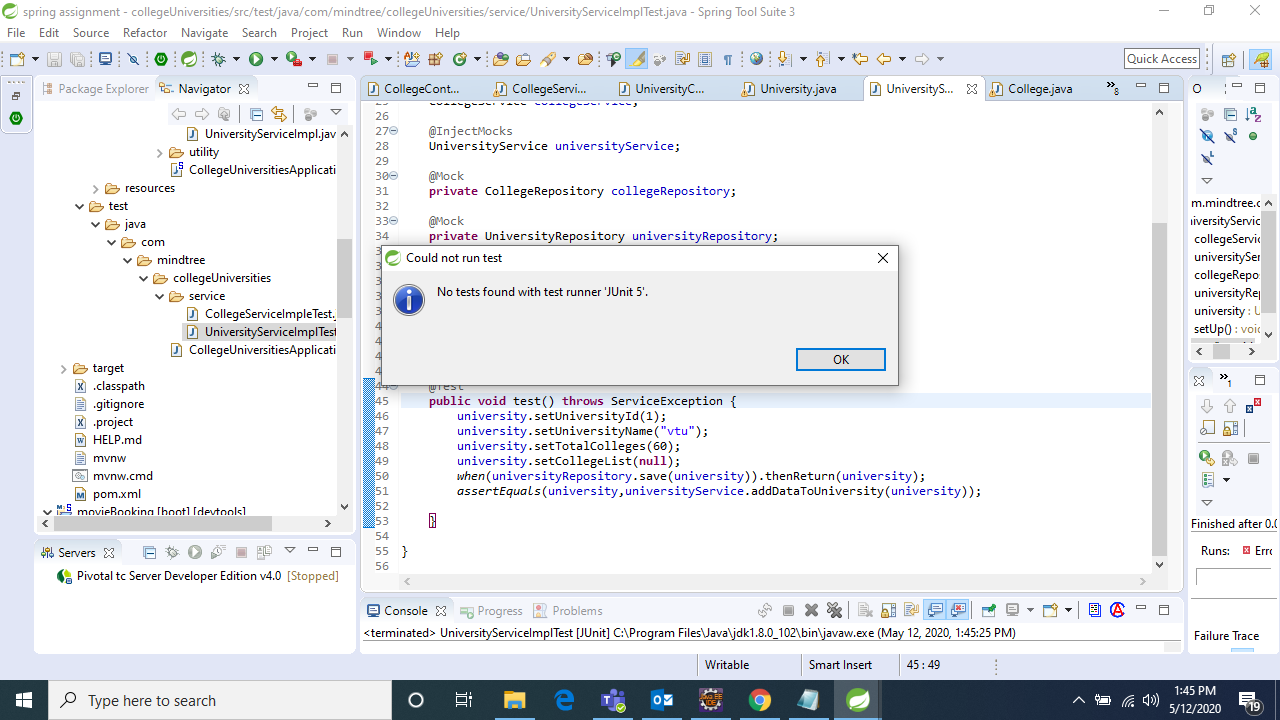 spring assignment - collegeUniversities/src/test/java/com/mindtree/collegeUniversities/service/UniversityServiceImplTest.java - Spring Tool Suite 3
File Edit Source Refactor Navigate Search Project Run Window Help
Quick Access
Package Explorer Navigator
UniversityServiceImpl.jav
utility
CollegeUniversitiesApplicati
resources
test
java
com
mindtree
collegeUniversities
service
CollegeServiceImpleTest.
UniversityServiceImplTest
CollegeUniversitiesApplicati
target
.classpath
.gitignore
.project
HELP.md
mvnw
mvnw.cmd
pom.xml
movieBooking [boot] [devtools]
Servers
Pivotal tc Server Developer Edition v4.0 [Stopped]
CollegeCont... CollegeServi... UniversityC... University.java UniversityS... College.java »8
25 CollegeService collegeService;
26
27 @InjectMocks
28 UniversityService universityService;
29
30 @Mock
31 private CollegeRepository collegeRepository;
32
33 @Mock
34 private UniversityRepository universityRepository;
Could not run test
No tests found with test runner 'JUnit 5'.
OK
44 @Test
45 public void test() throws ServiceException {
46 university.setUniversityId(1);
47 university.setUniversityName("vtu");
48 university.setTotalColleges(60);
49 university.setCollegeList(null);
50 when(universityRepository.save(university)).thenReturn(university);
51 assertEquals(university,universityService.addDataToUniversity(university));
52
53 }
54
55 }
56
Console Progress Problems
<terminated> UniversityServiceImplTest [JUnit] C:\Program Files\Java\jdk1.8.0_102\bin\javaw.exe (May 12, 2020, 1:45:25 PM)
O
m.mindtree.c
iiversityServic
collegeServic
universitySer
collegeRepos
universityRep
university : U
setUp() : voic
»1
Finished after 0.0
Runs: Erro
Failure Trace
Writable Smart Insert 45 : 49
Type here to search
1:45 PM
5/12/2020
19